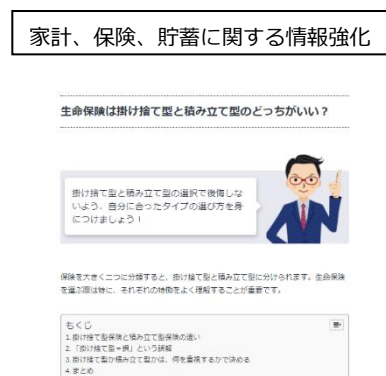 家計、保険、貯蓄に関する情報強化
生命保険は掛け捨て型と積み立て型のどっちがいい？
掛け捨て型と積み立て型の選択で後悔しな
いよう、自分に合ったタイプの選び方を身
につけましょう！
保険を大きく二つに分類すると、掛け捨て型と積み立て型に分けられます。生命保険
を選ぶ際は特に、それぞれの特徴をよく理解することが重要です。
もくじ
1. 掛け捨て型保険と積み立て型保険の違い
2. 「掛け捨て型＝損」という誤解
3. 掛け捨て型か積み立て型かは、何を重視するかで決める
4. まとめ